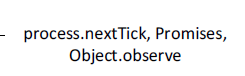 – process.nextTick, Promises,
Object.observe